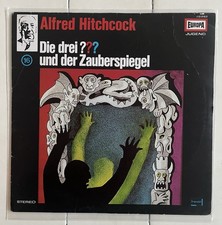 Alfred Hitchcock
EUROPA
JUGEND
Die drei ???
16
und der Zauberspiegel
STEREO